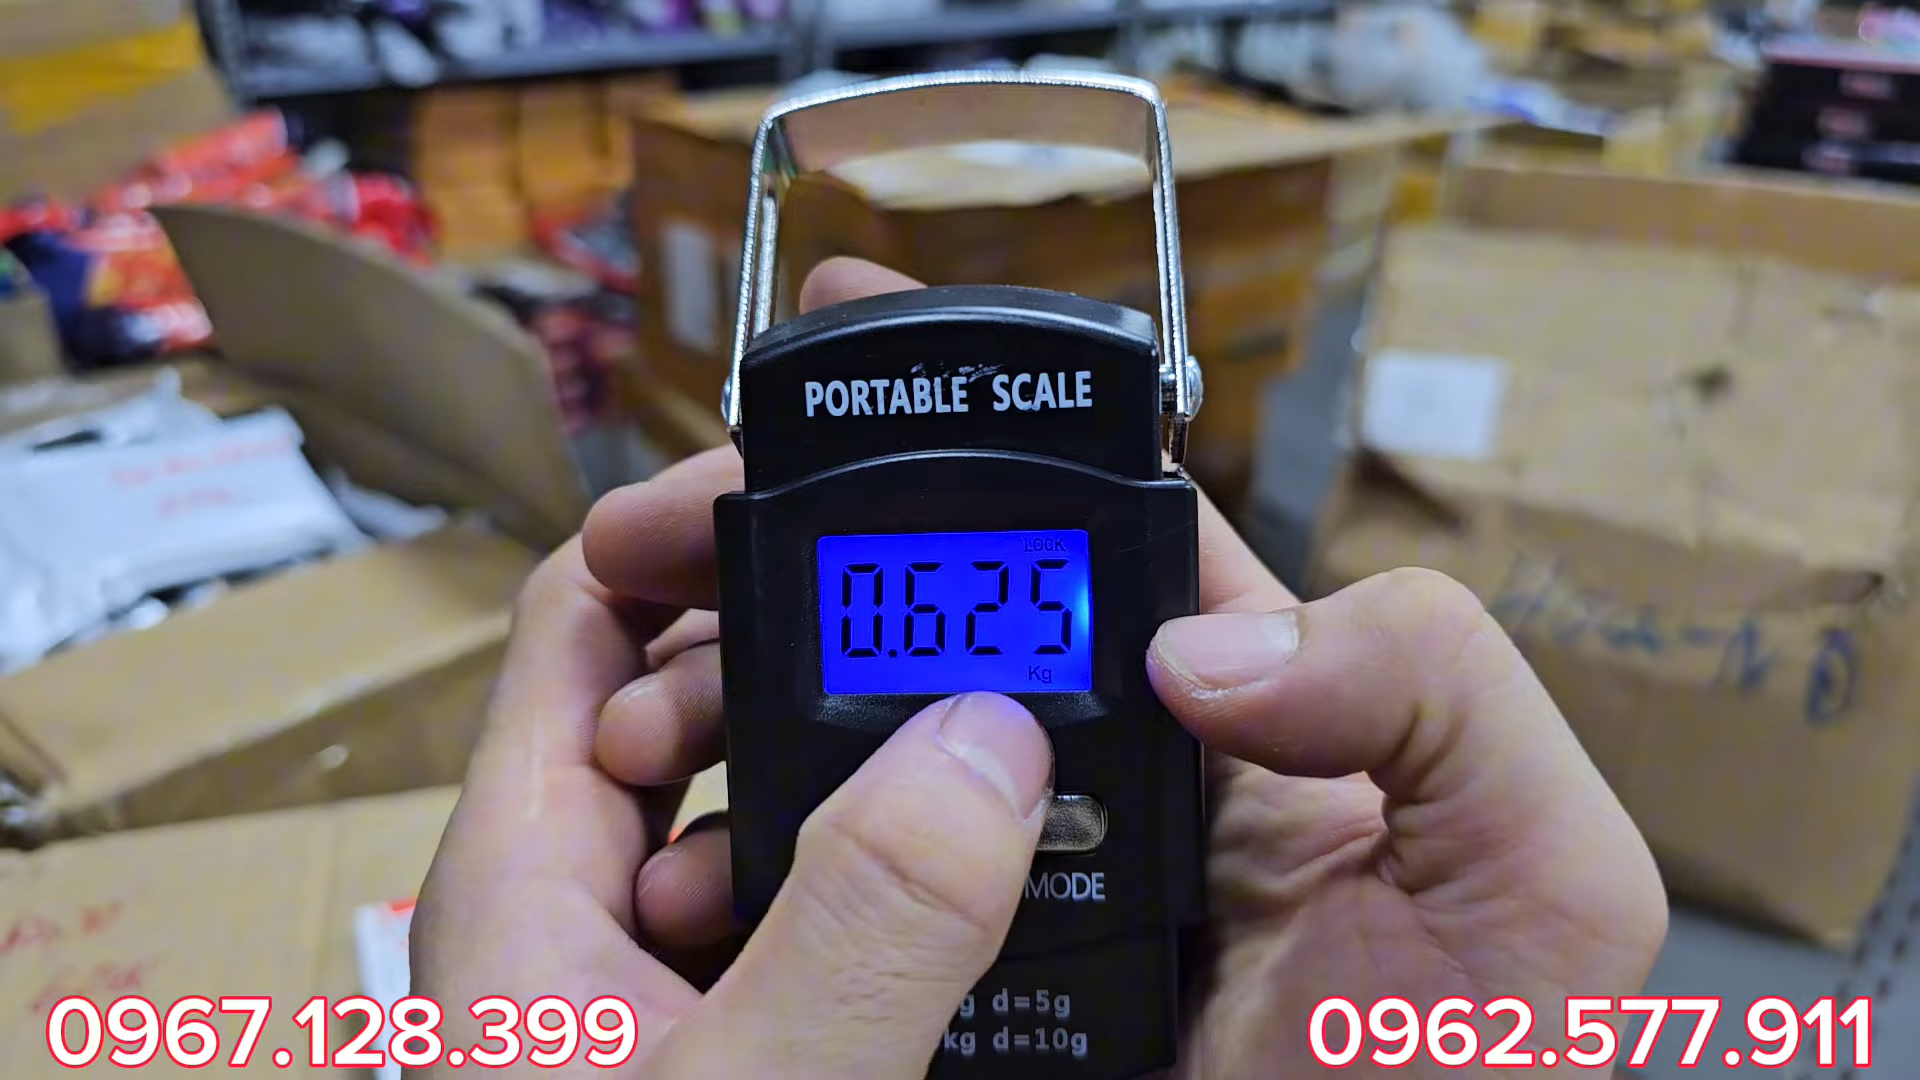 PORTABLE SCALE
LOCK
0.625
Kg
MODE
g d=5g
kg d=10g
0967.128.399
0962.577.911